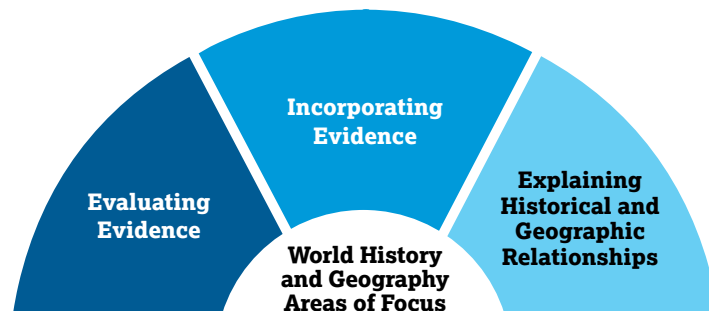 Incorporating
Evidence
Evaluating
Evidence
Explaining
Historical and
Geographic
Relationships
World History
and Geography
Areas of Focus